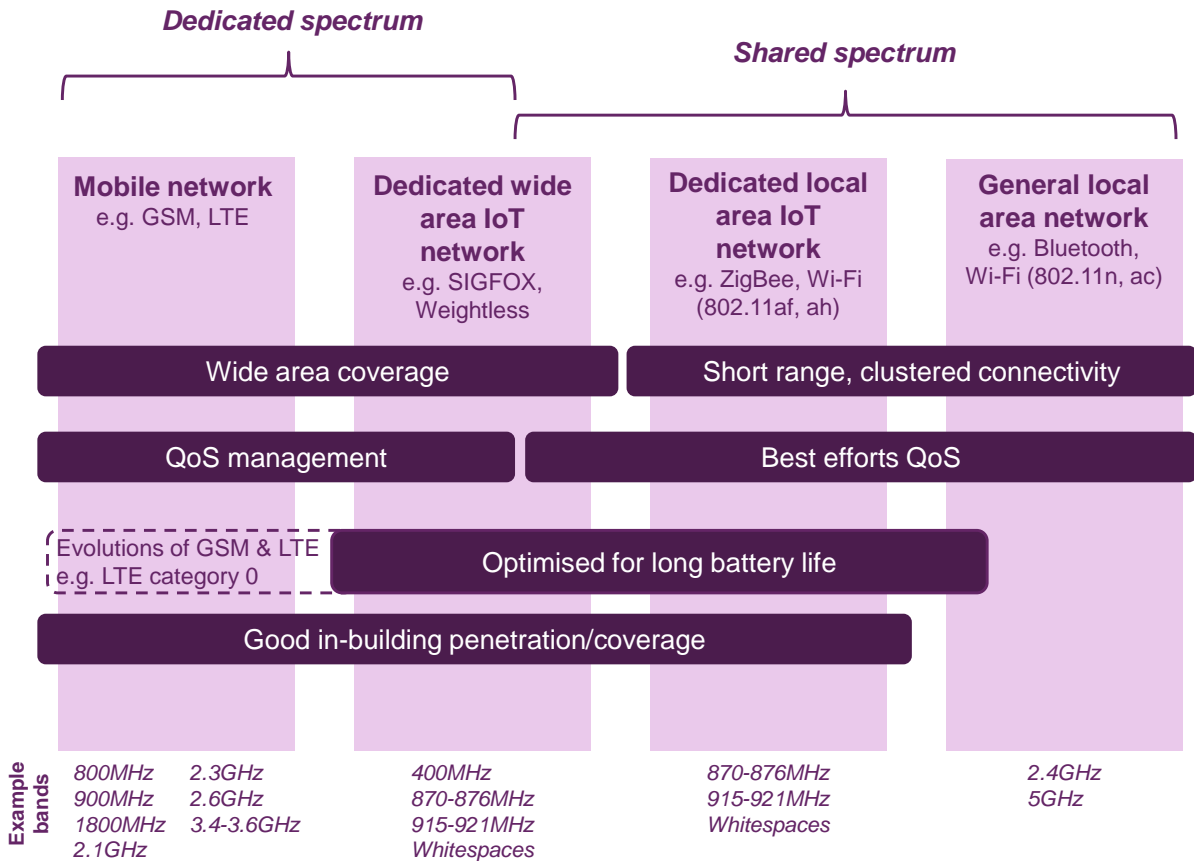 Dedicated spectrum
Shared spectrum
Mobile network
e.g. GSM, LTE
Dedicated wide
area IoT
network
e.g. SIGFOX,
Weightless
Dedicated local
area IoT
network
e.g. ZigBee, Wi-Fi
(802.11af, ah)
General local
area network
e.g. Bluetooth,
Wi-Fi (802.11n, ac)
Wide area coverage
Short range, clustered connectivity
QoS management
Best efforts QoS
Evolutions of GSM & LTE
e.g. LTE category 0
Optimised for long battery life
Good in-building penetration/coverage
Example
bands
800MHz
900MHz
1800MHz
2.1GHz
2.3GHz
2.6GHz
3.4-3.6GHz
400MHz
870-876MHz
915-921MHz
Whitespaces
870-876MHz
915-921MHz
Whitespaces
2.4GHz
5GHz